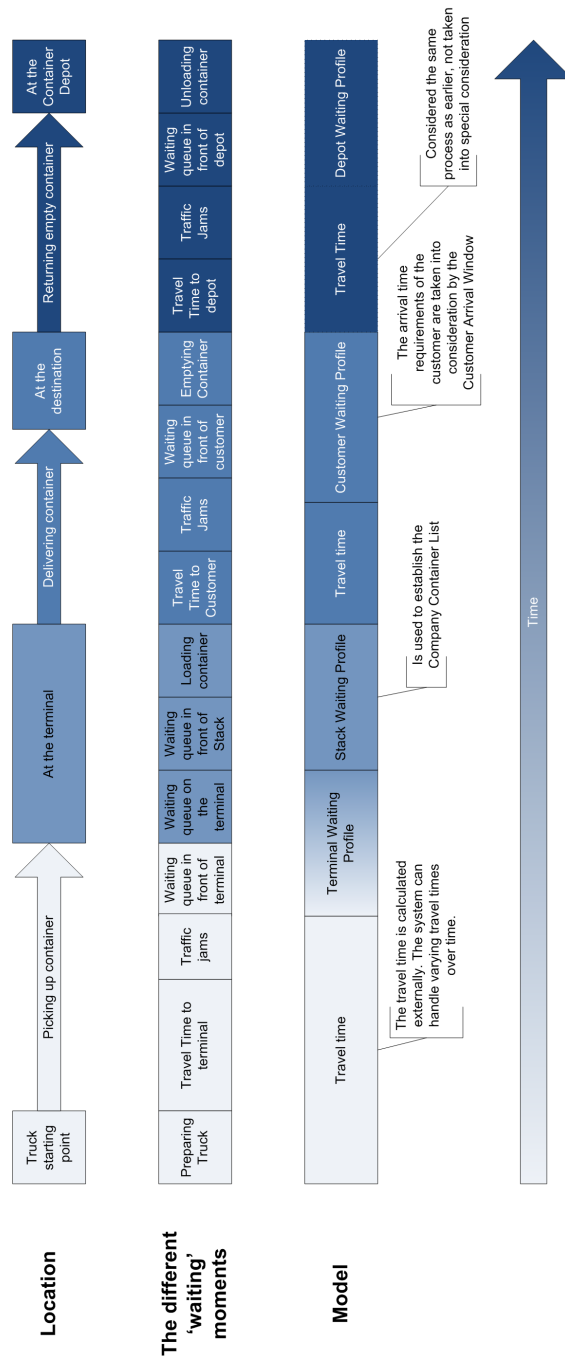 Location
Truck
starting
point
Picking up container
At the terminal
Delivering container
At the
destination
Returning empty container
At the
Container
Depot
The different
‘waiting’
moments
Preparing
Truck
Travel Time to
terminal
Traffic
jams
Waiting
queue in
front of
terminal
Waiting
queue on
the
terminal
Waiting
queue in
front of
Stack
Loading
container
Travel
Time to
Customer
Traffic
Jams
Waiting
queue in
front of
customer
Emptying
Container
Travel
Time to
depot
Traffic
Jams
Waiting
queue in
front of
depot
Unloading
container
Model
Travel time
Terminal Waiting
Profile
Stack Waiting Profile
Travel time
Customer Waiting Profile
Travel Time
Depot Waiting Profile
The travel time is calculated
externally. The system can
handle varying travel times
over time.
Is used to establish the
Company Container List
The arrival time
requirements of the
customer are taken into
consideration by the
Customer Arrival Window
Considered the same
process as earlier, not taken
into special consideration
Time